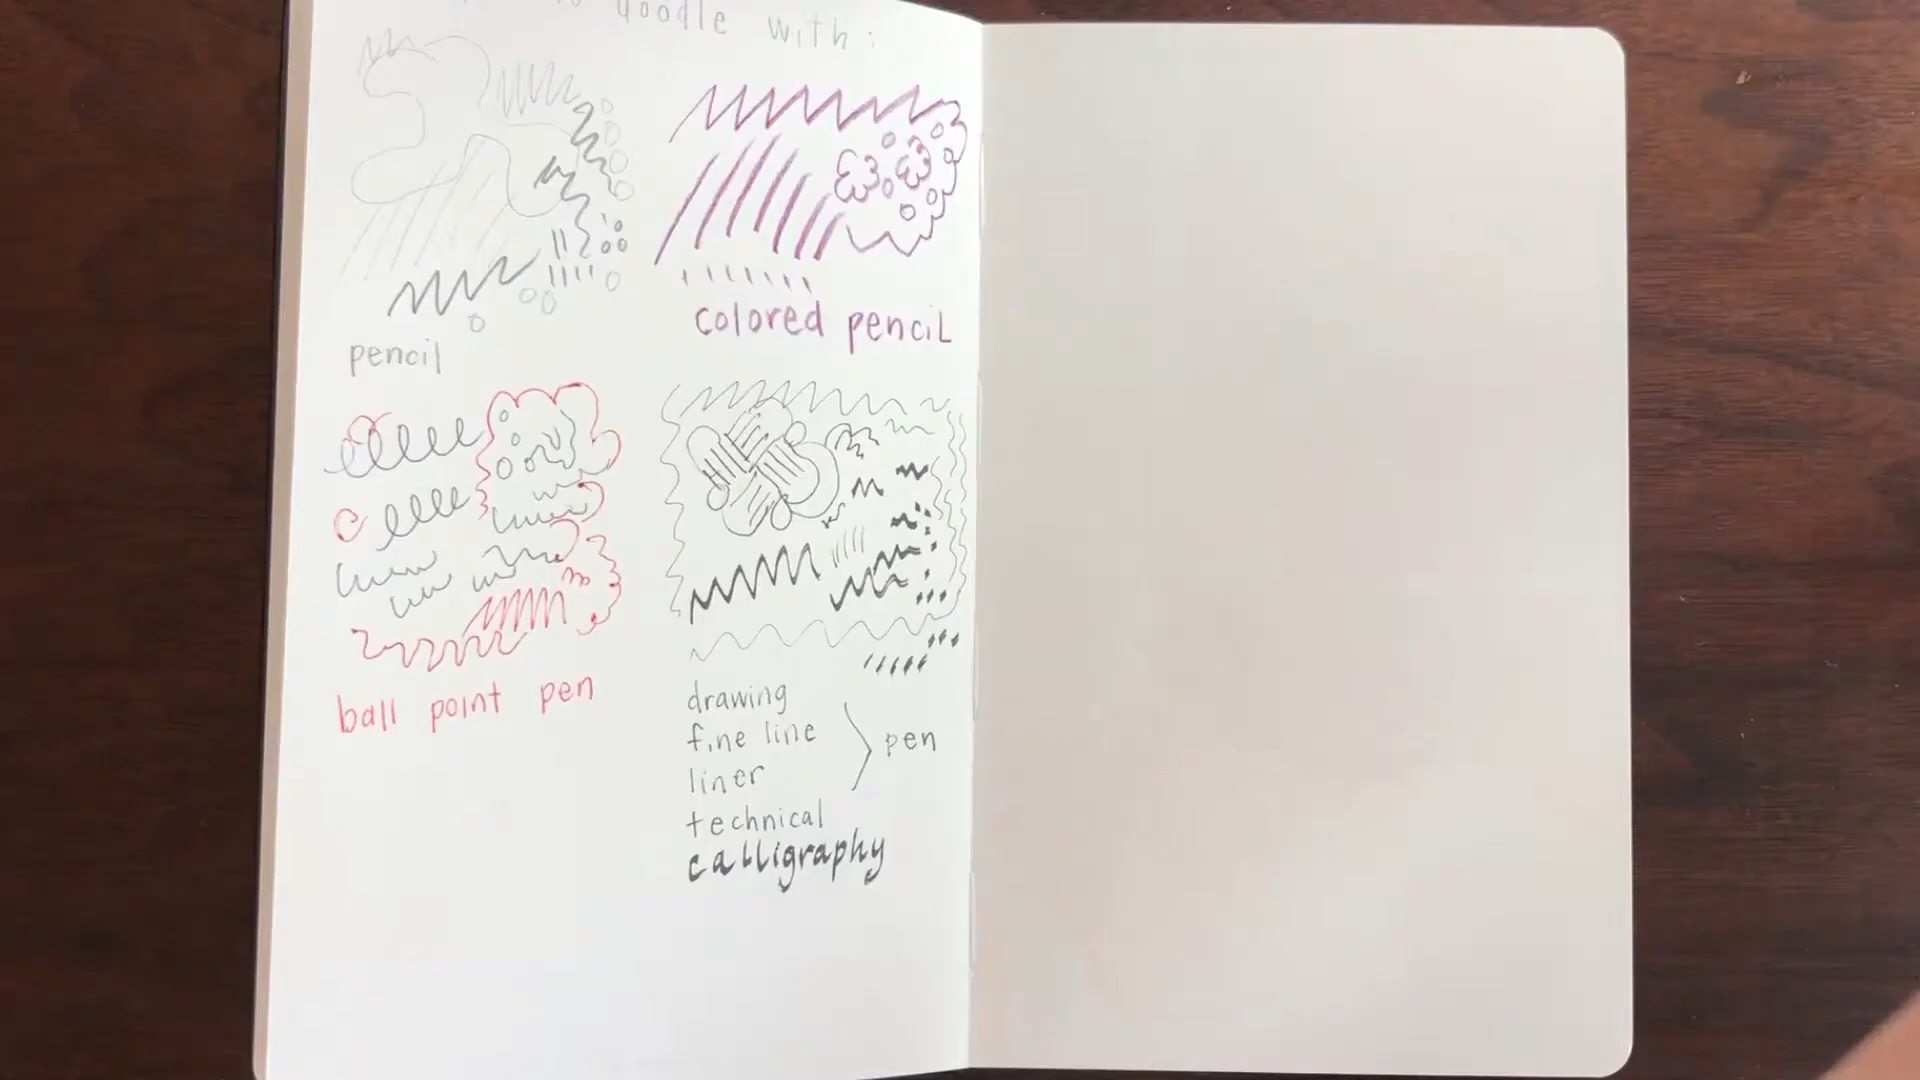 doodle with:
pencil
colored pencil
ball point pen
drawing
fine line
liner
pen
technical
calligraphy